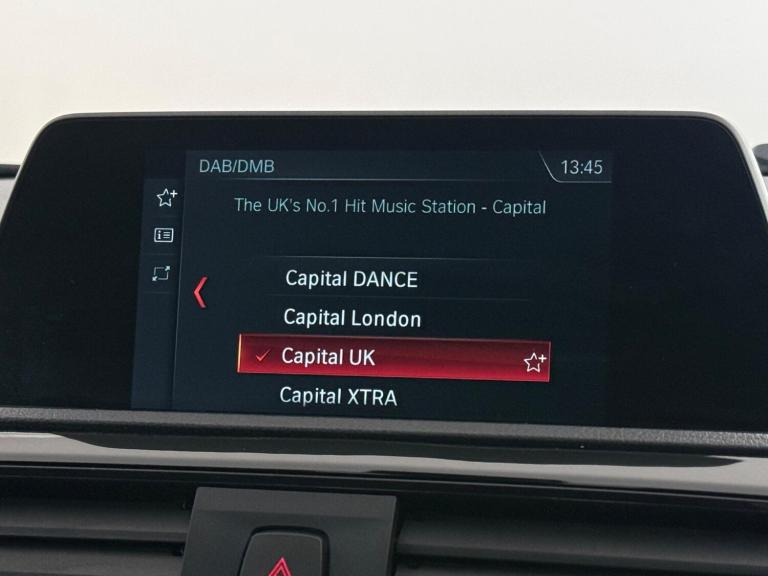 DAB/DMB
13:45
The UK's No.1 Hit Music Station - Capital
Capital DANCE
Capital London
Capital UK
Capital XTRA